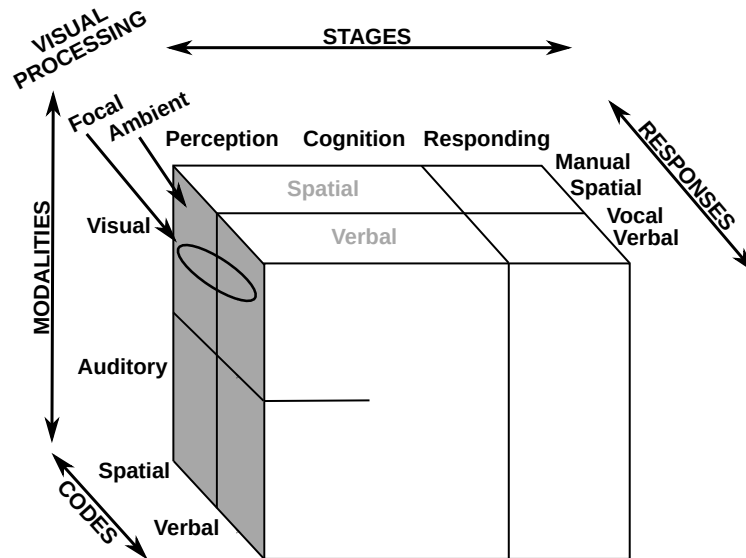 VISUAL
PROCESSING
STAGES
Focal
Ambient
Perception Cognition Responding
Manual
Spatial
Vocal
Verbal
RESPONSES
Spatial
Verbal
Visual
MODALITIES
Auditory
Spatial
Verbal
CODES